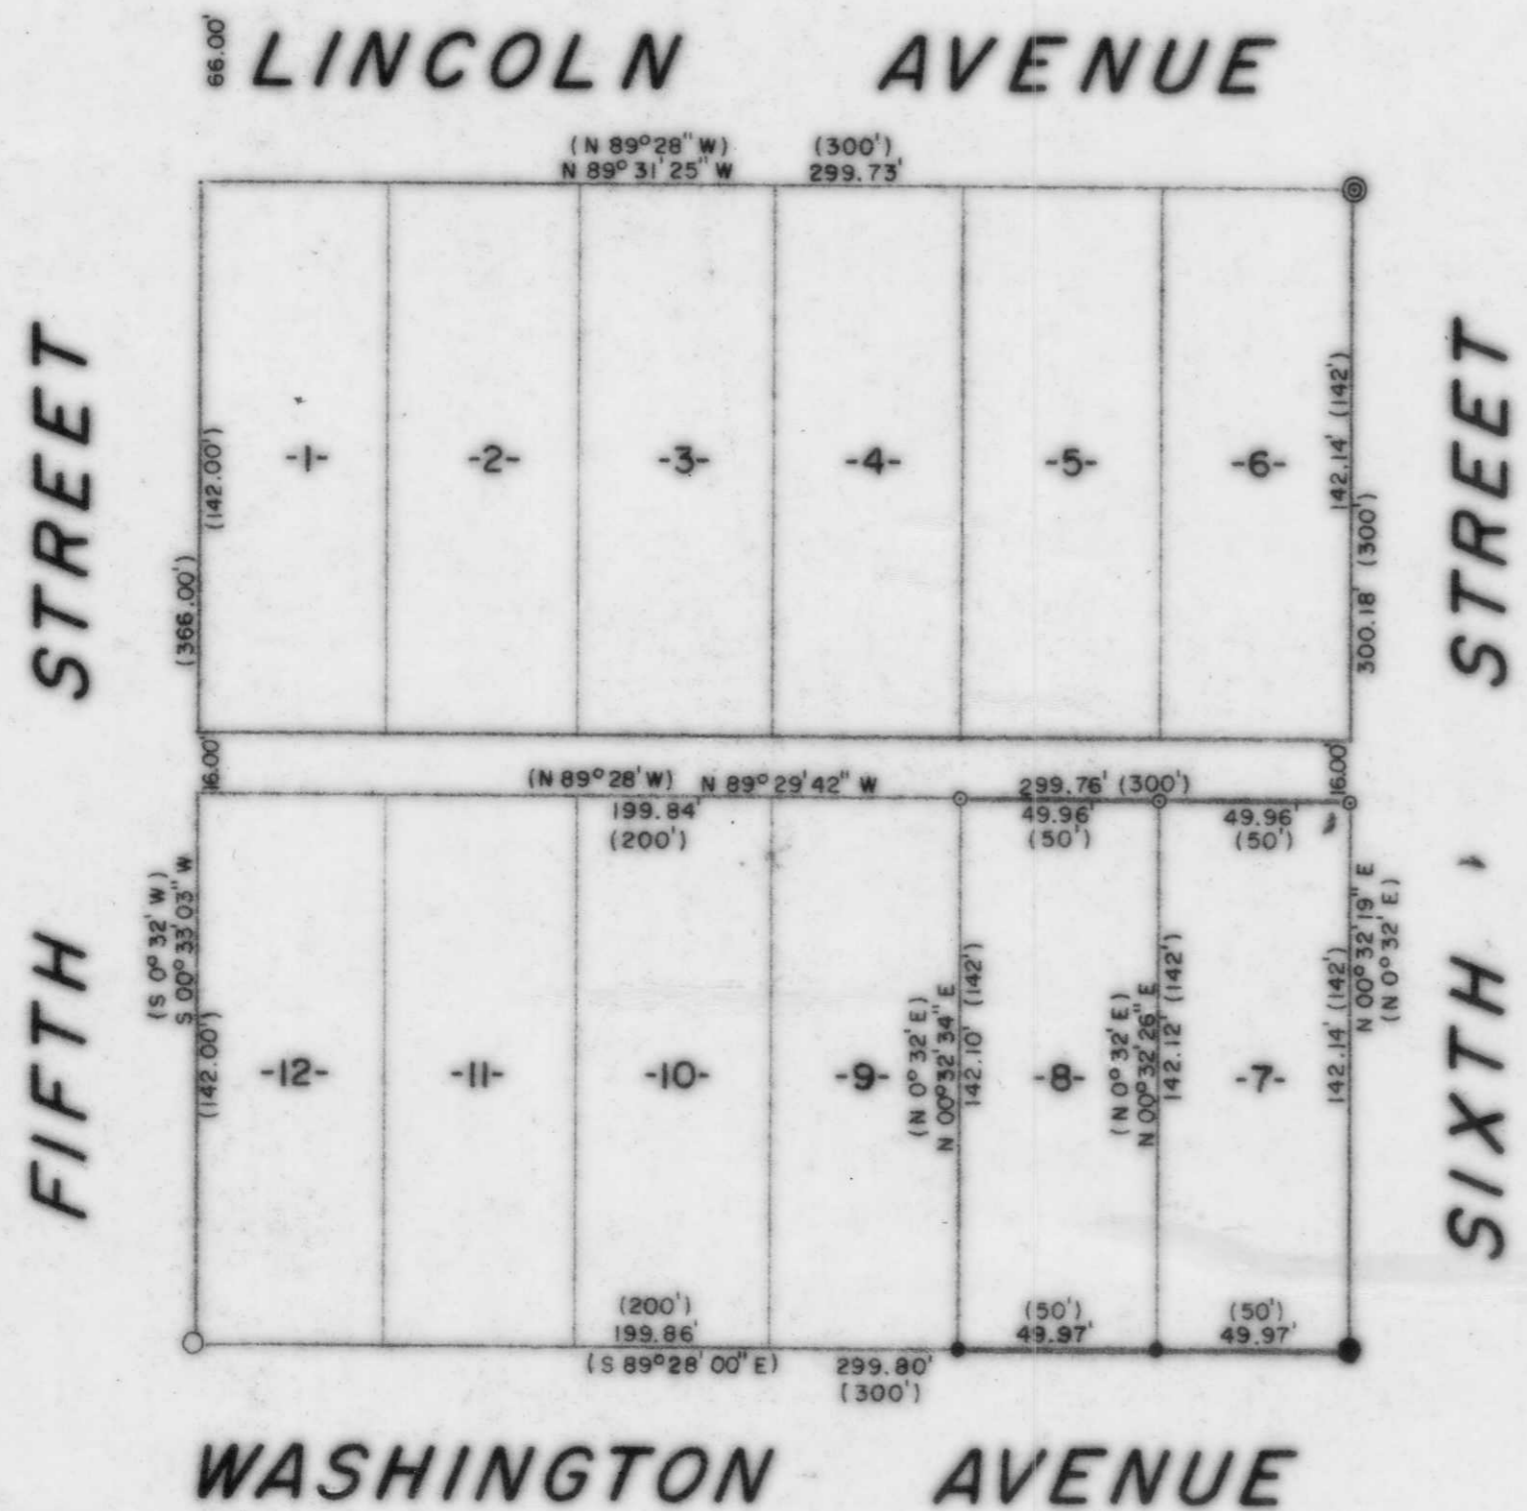 66.00'
LINCOLN AVENUE
(N 89°28" W) (300')
N 89° 31' 25" W 299.73'
STREET
(142.00')
(366.00')
-1-
-2-
-3-
-4-
-5-
-6-
142.14' (142')
300.18' (300')
STREET
16.00'
(N 89°28' W) N 89°29'42" W
299.76' (300')
16.00'
199.84'
(200')
49.96'
(50')
49.96'
(50')
FIFTH
(S 0°32' W)
S 00°33'03" W
(142.00')
-12-
-11-
-10-
-9-
(N 0°32' E)
N 00°32'34" E
142.10' (142')
-8-
(N 0°32' E)
N 00°32'26" E
142.12' (142')
-7-
142.14' (142')
N 00°32'19" E
(N 0°32' E)
SIXTH
(200')
199.86'
(50')
49.97'
(50')
49.97'
(S 89°28'00" E)
299.80'
(300')
WASHINGTON AVENUE